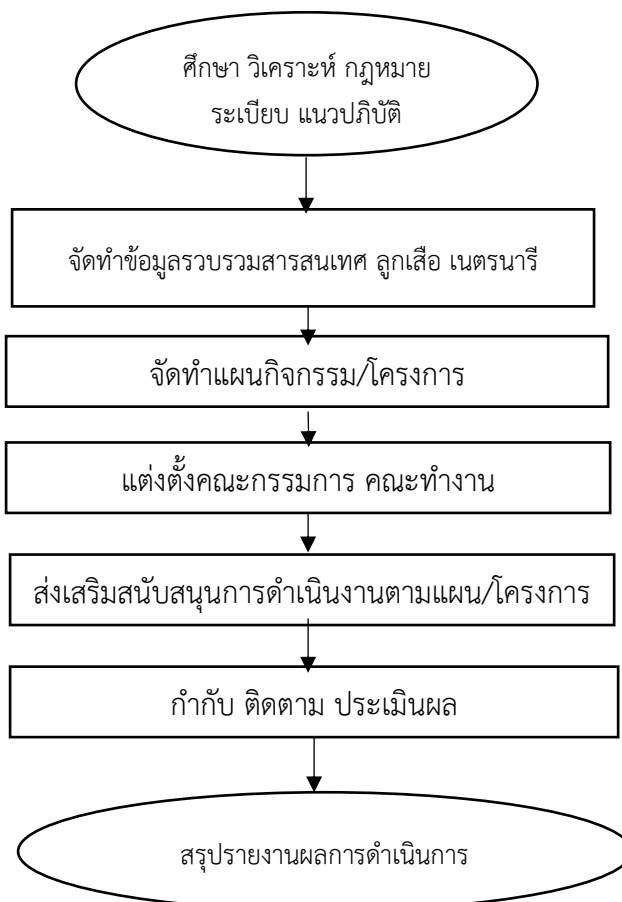 ศึกษา วิเคราะห์ กฎหมาย
ระเบียบ แนวปภิบัติ
จัดทำข้อมูลรวบรวมสารสนเทศ ลูกเสือ เนตรนารี
จัดทำแผนกิจกรรม/โครงการ
แต่งตั้งคณะกรรมการ คณะทำงาน
ส่งเสริมสนับสนุนการดำเนินงานตามแผน/โครงการ
กำกับ ติดตาม ประเมินผล
สรุปรายงานผลการดำเนินการ